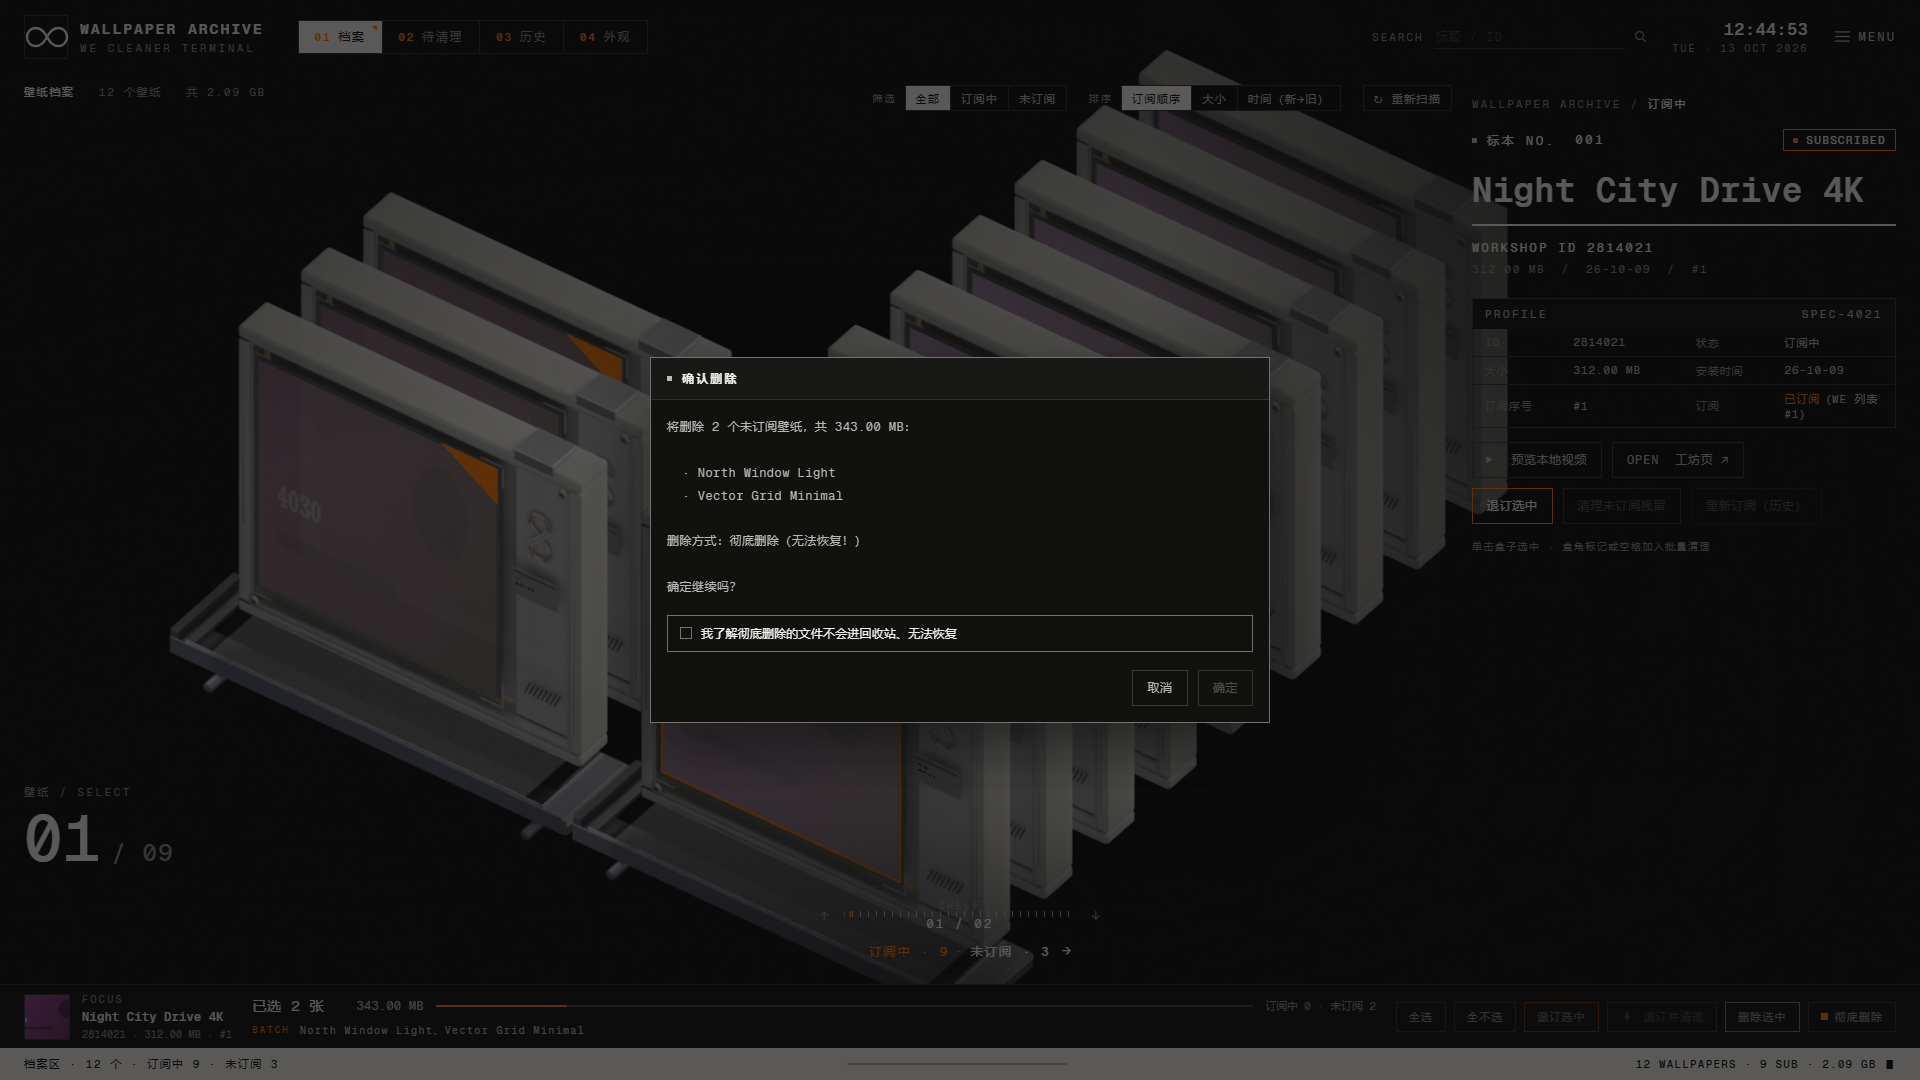 WALLPAPER ARCHIVE
WE CLEANER TERMINAL
01 档案
02 待清理
03 历史
04 外观
SEARCH 标题 / ID
12:44:53
TUE · 13 OCT 2026
MENU
壁纸档案 12 个壁纸 共 2.09 GB
筛选 全部 订阅中 未订阅
排序 订阅顺序 大小 时间 (新→旧)
↻ 重新扫描
WALLPAPER ARCHIVE / 订阅中
标本 NO. 001
SUBSCRIBED
Night City Drive 4K
WORKSHOP ID 2814021
312.00 MB / 26-10-09 / #1
PROFILE SPEC-4021
ID 2814021 状态 订阅中
大小 312.00 MB 安装时间 26-10-09
订阅序号 #1 订阅 已订阅 (WE 列表 #1)
▶ 预览本地视频
OPEN 工坊页 ↗
退订选中
清理未订阅残留
重新订阅 (历史)
单击盒子选中 · 盒角标记或空格加入批量清理
4030
确认删除
将删除 2 个未订阅壁纸, 共 343.00 MB:
· North Window Light
· Vector Grid Minimal
删除方式: 彻底删除 (无法恢复! )
确定继续吗?
我了解彻底删除的文件不会进回收站、无法恢复
取消
确定
壁纸 / SELECT
01 / 09
SHELF
↑ ↓
01 / 02
订阅中 · 9 · 未订阅 · 3 →
FOCUS
Night City Drive 4K
2814021 · 312.00 MB · #1
已选 2 张 · 343.00 MB
订阅中 0 · 未订阅 2
BATCH North Window Light、Vector Grid Minimal
全选
全不选
退订选中
退订并清理
删除选中
彻底删除
档案区 · 12 个 · 订阅中 9 · 未订阅 3
12 WALLPAPERS · 9 SUB · 2.09 GB